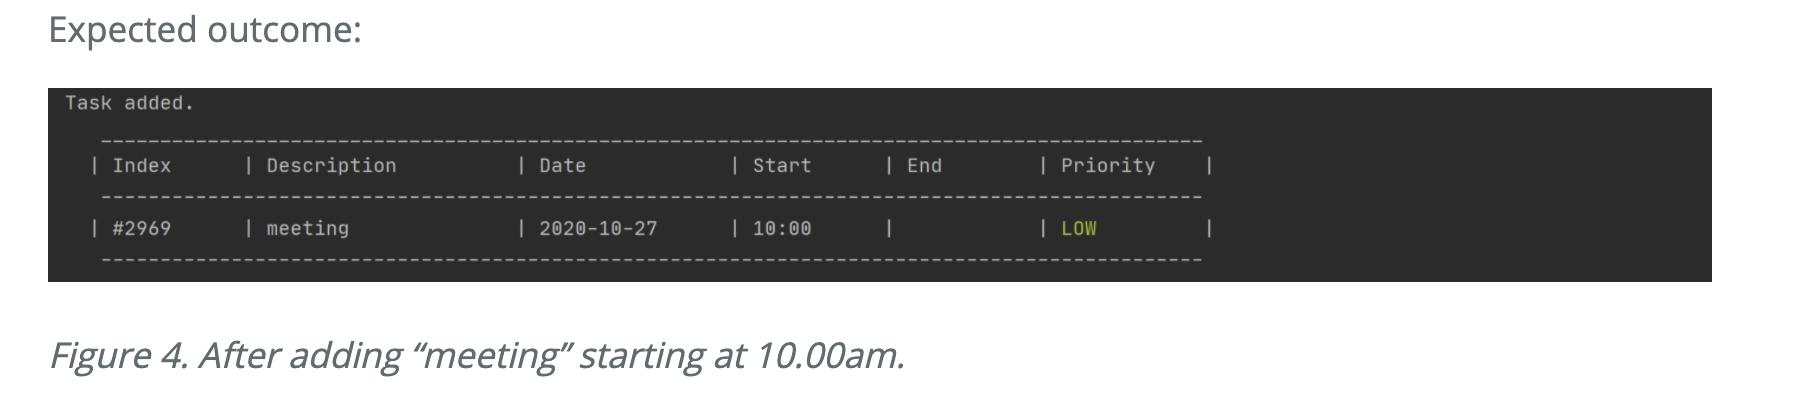 Expected outcome:
Task added.
--------------------------------------------------------------------------------------------
| Index      | Description          | Date            | Start      | End        | Priority    |
--------------------------------------------------------------------------------------------
| #2969      | meeting              | 2020-10-27      | 10:00      |            | LOW         |
--------------------------------------------------------------------------------------------
Figure 4. After adding “meeting” starting at 10.00am.